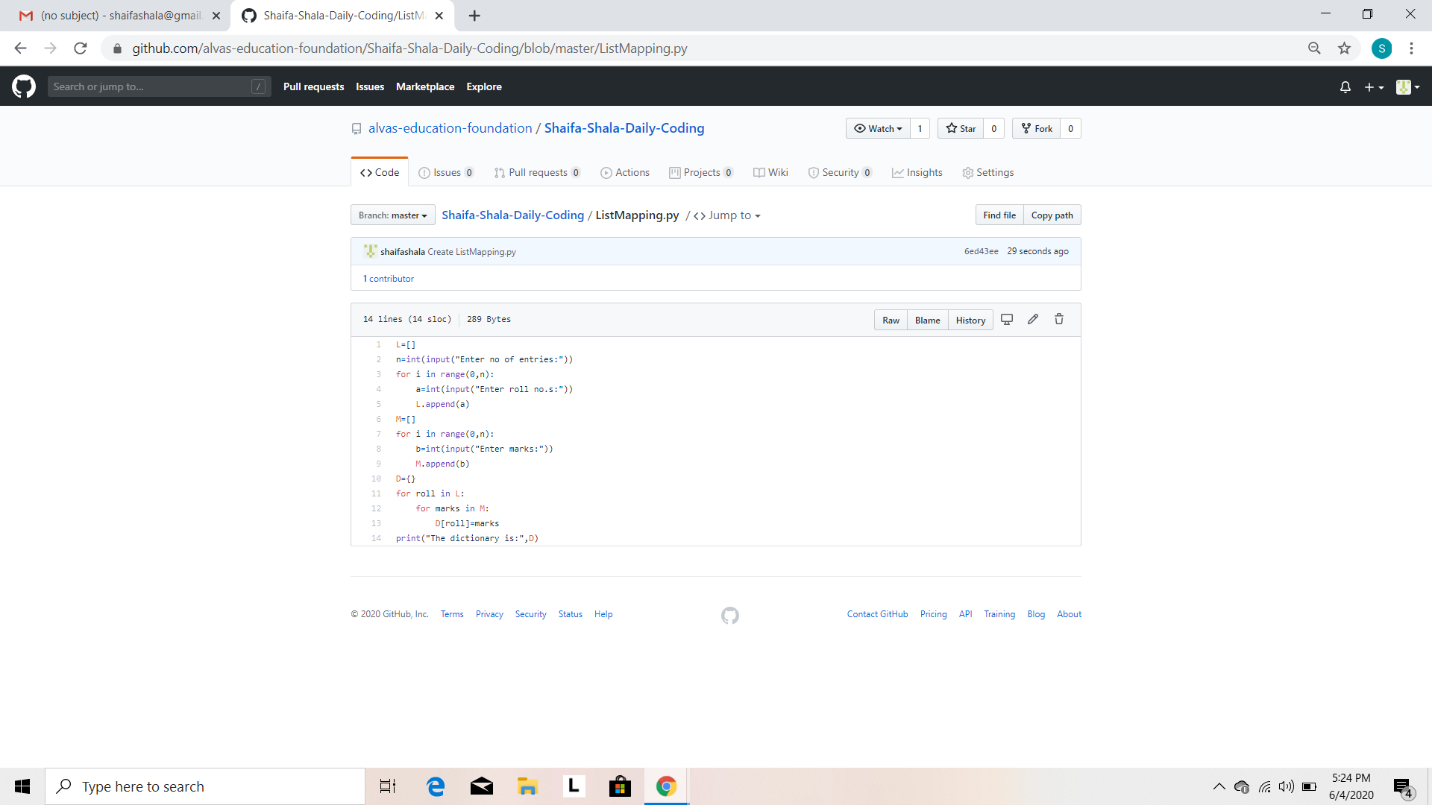 (no subject) - shaifashala@gmail.
Shaifa-Shala-Daily-Coding/ListM
github.com/alvas-education-foundation/Shaifa-Shala-Daily-Coding/blob/master/ListMapping.py
S
Search or jump to... /
Pull requests Issues Marketplace Explore
alvas-education-foundation / Shaifa-Shala-Daily-Coding
Watch 1 Star 0 Fork 0
Code Issues 0 Pull requests 0 Actions Projects 0 Wiki Security 0 Insights Settings
Branch: master Shaifa-Shala-Daily-Coding / ListMapping.py / <> Jump to
Find file Copy path
shaifashala Create ListMapping.py 6ed43ee 29 seconds ago
1 contributor
14 lines (14 sloc) 289 Bytes Raw Blame History
1 L=[]
2 n=int(input("Enter no of entries:"))
3 for i in range(0,n):
4     a=int(input("Enter roll no.s:"))
5     L.append(a)
6 M=[]
7 for i in range(0,n):
8     b=int(input("Enter marks:"))
9     M.append(b)
10 D={}
11 for roll in L:
12     for marks in M:
13         D[roll]=marks
14 print("The dictionary is:",D)
© 2020 GitHub, Inc. Terms Privacy Security Status Help Contact GitHub Pricing API Training Blog About
Type here to search
L
5:24 PM
6/4/2020
4